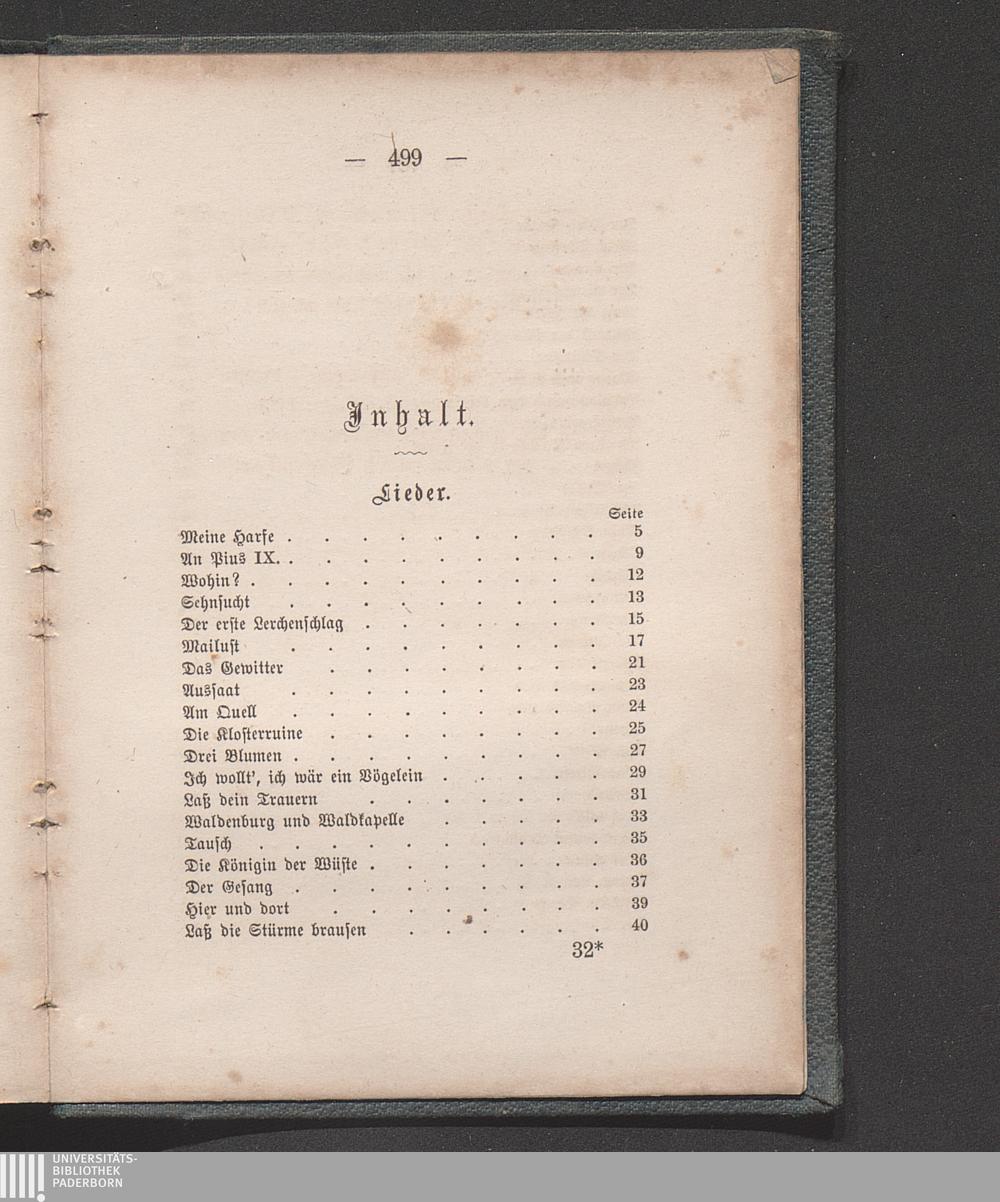 — 499 —
Inhalt.
Lieder.
Seite
Meine Harfe . . . . . . . . . 5
An Pius IX. . . . . . . . . . 9
Wohin? . . . . . . . . . . 12
Sehnsucht . . . . . . . . . 13
Der erste Lerchenschlag . . . . . . . 15
Mailust . . . . . . . . . 17
Das Gewitter . . . . . . . . 21
Aussaat . . . . . . . . . 23
Am Quell . . . . . . . . . 24
Die Klosterruine . . . . . . . . 25
Drei Blumen . . . . . . . . . 27
Ich wollt', ich wär ein Vögelein . . . . . 29
Laß dein Trauern . . . . . . . 31
Waldenburg und Waldkapelle . . . . . 33
Tausch . . . . . . . . . . 35
Die Königin der Wüste . . . . . . . 36
Der Gesang . . . . . . . . . 37
Hier und dort . . . . . . . . 39
Laß die Stürme brausen . . . . . . 40
32*
UNIVERSITÄTS-
BIBLIOTHEK
PADERBORN